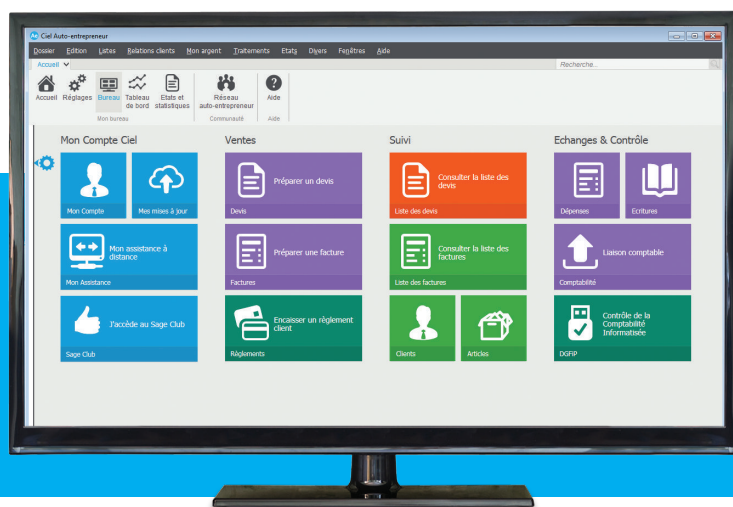 Ciel Auto-entrepreneur
Dossier Edition Listes Relations clients Mon argent Traitements Etats Divers Fenêtres Aide
Accueil
Recherche...
Accueil Réglages Bureau Tableau de bord Etats et statistiques Réseau auto-entrepreneur Aide
Mon bureau Communauté Aide
Mon Compte Ciel
Ventes
Suivi
Echanges & Contrôle
Mon Compte
Mes mises à jour
Préparer un devis
Devis
Consulter la liste des
devis
Liste des devis
Dépenses
Ecritures
Mon assistance à
distance
Mon Assistance
Préparer une facture
Factures
Consulter la liste des
factures
Liste des factures
Liaison comptable
Comptabilité
J'accède au Sage Club
Sage Club
Encaisser un règlement
client
Règlements
Clients
Articles
Contrôle de la
Comptabilité
Informatisée
DGFiP